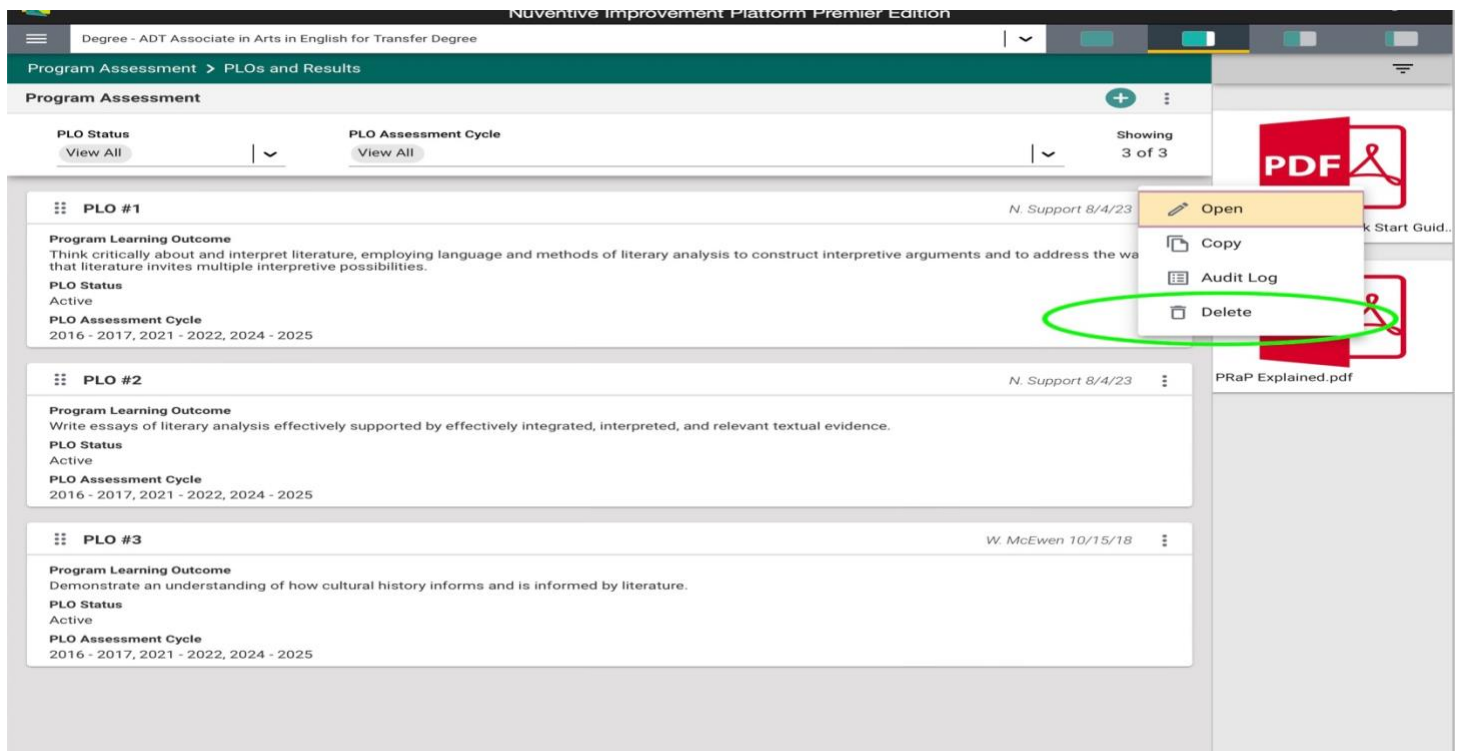 Nuventive Improvement Platform Premier Edition
Degree - ADT Associate in Arts in English for Transfer Degree
Program Assessment > PLOs and Results
Program Assessment
PLO Status
PLO Assessment Cycle
Showing
View All
View All
3 of 3
PDF
PLO #1
N. Support 8/4/23
Open
k Start Guid..
Program Learning Outcome
Think critically about and interpret literature, employing language and methods of literary analysis to construct interpretive arguments and to address the wa
that literature invites multiple interpretive possibilities.
Copy
Audit Log
PLO Status
Active
Delete
PLO Assessment Cycle
2016 - 2017, 2021 - 2022, 2024 - 2025
PLO #2
N. Support 8/4/23
PRaP Explained.pdf
Program Learning Outcome
Write essays of literary analysis effectively supported by effectively integrated, interpreted, and relevant textual evidence.
PLO Status
Active
PLO Assessment Cycle
2016 - 2017, 2021 - 2022, 2024 - 2025
PLO #3
W. McEwen 10/15/18
Program Learning Outcome
Demonstrate an understanding of how cultural history informs and is informed by literature.
PLO Status
Active
PLO Assessment Cycle
2016 - 2017, 2021 - 2022, 2024 - 2025